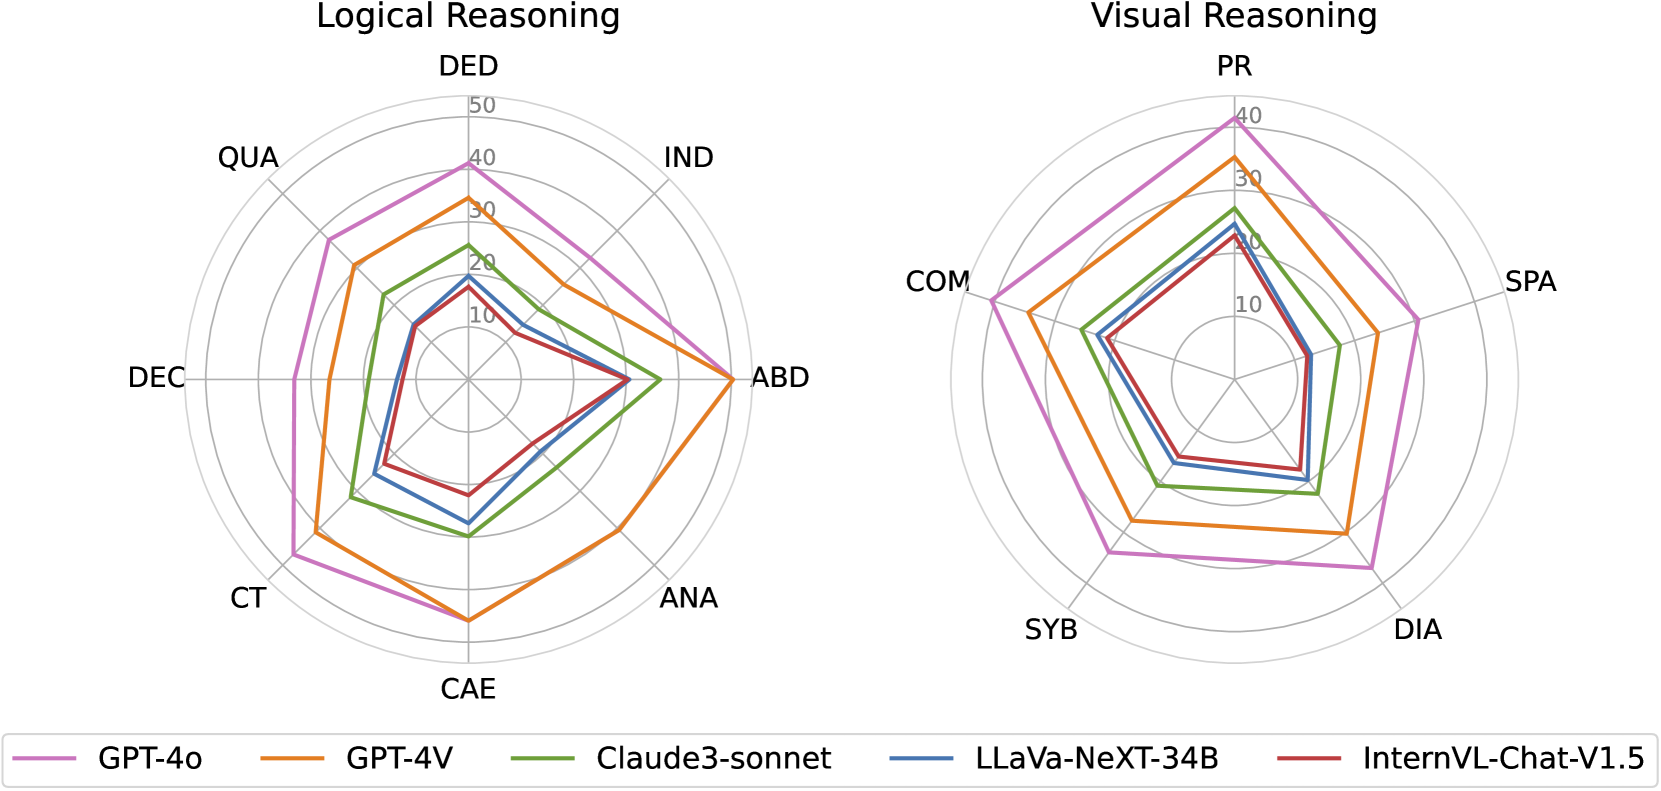 Logical Reasoning
DED
IND
ABD
ANA
CAE
CT
DEC
QUA
50
40
30
20
10
Visual Reasoning
PR
SPA
DIA
SYB
COM
40
30
20
10
GPT-4o GPT-4V Claude3-sonnet LLaVa-NeXT-34B InternVL-Chat-V1.5